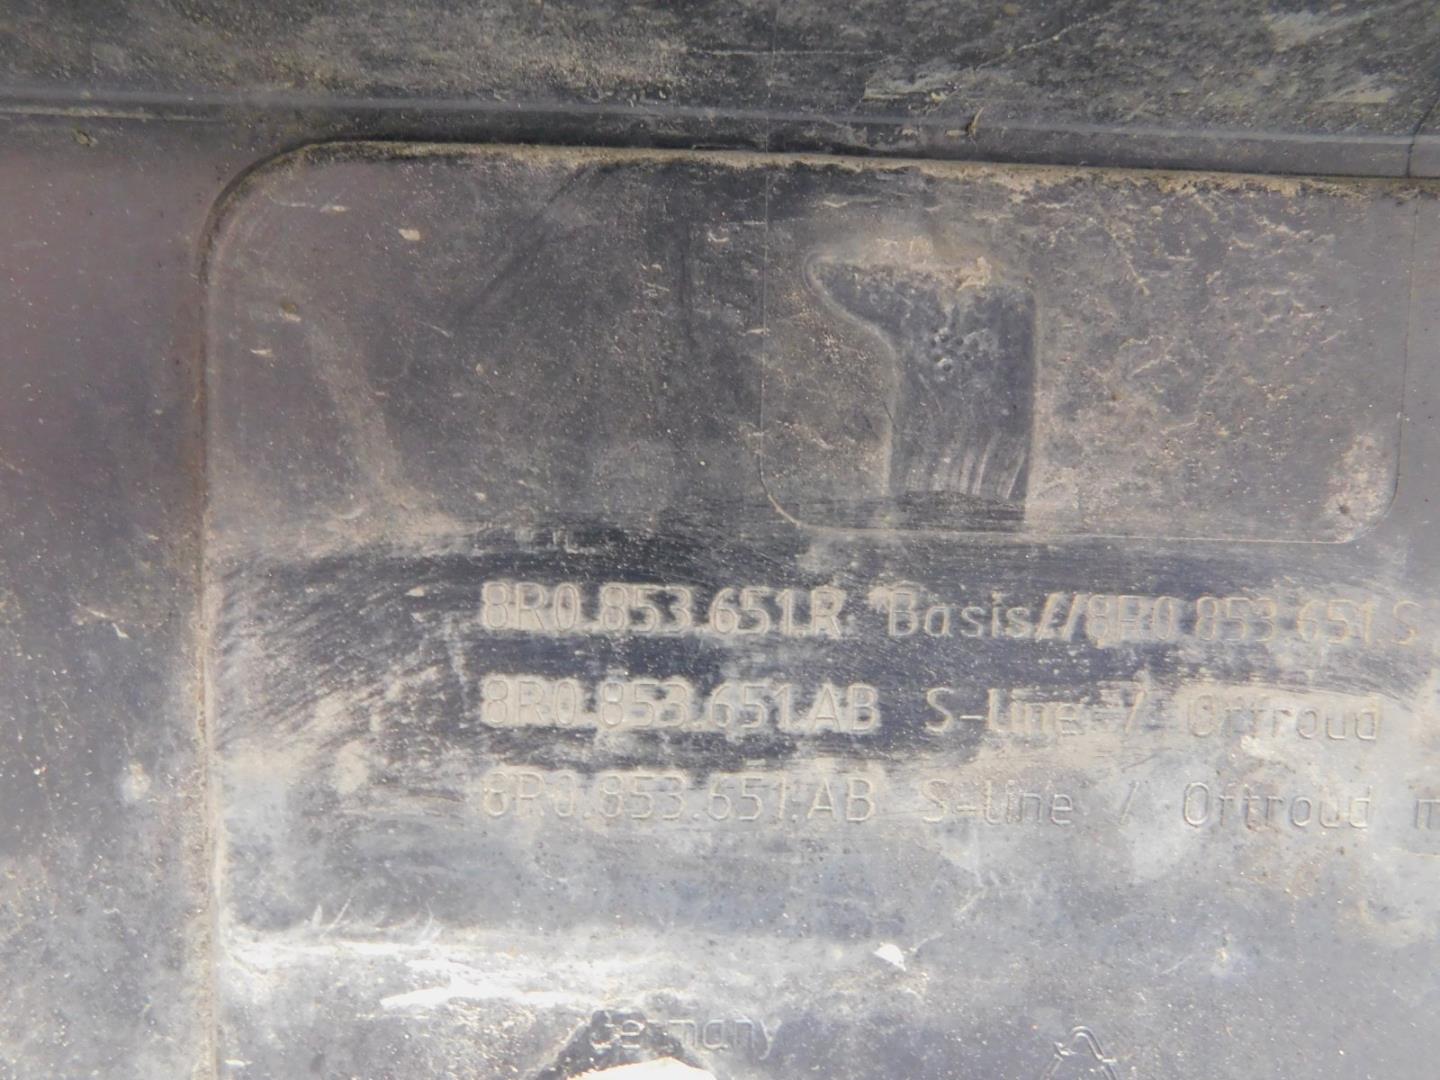 1
8R0.853.651.R Basis//8R0.853.651.S
8R0.853.651.AB S-line / Offroad
8R0.853.651.AB S-line / Offroad m
Germany